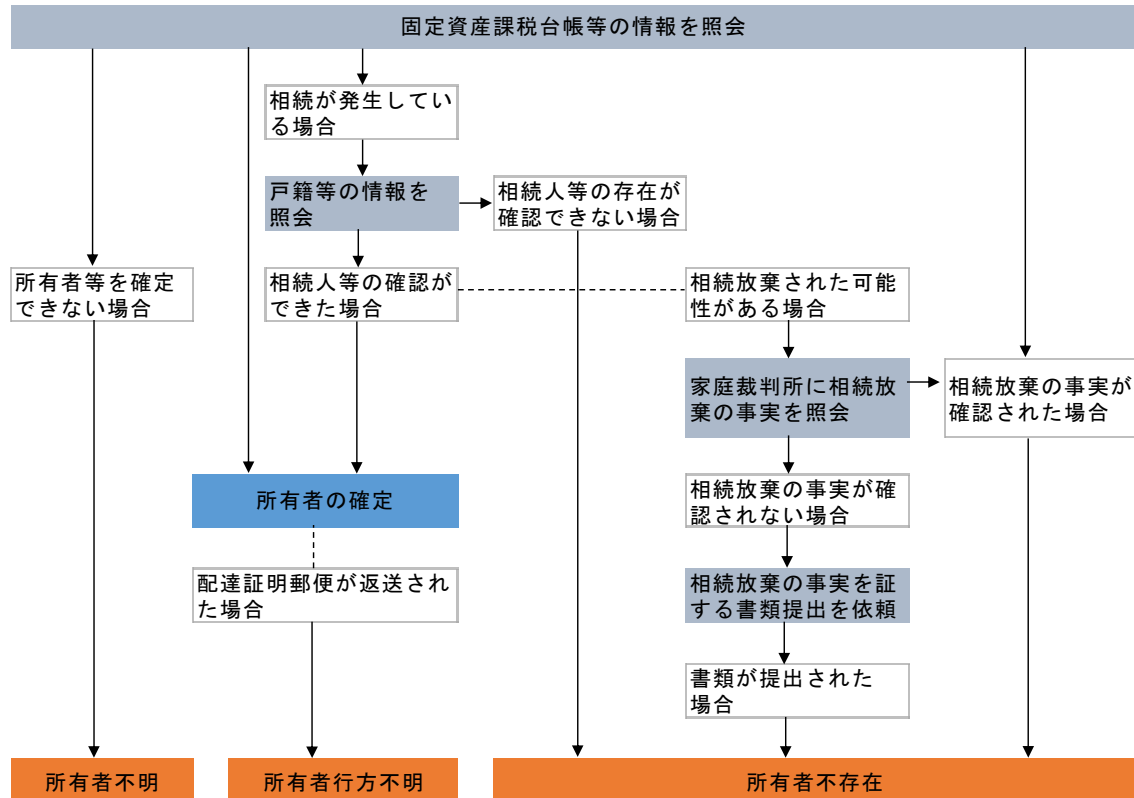 固定資産課税台帳等の情報を照会
相続が発生してい
る場合
戸籍等の情報を
照会
相続人等の存在が
確認できない場合
所有者等を確定
できない場合
相続人等の確認が
できた場合
相続放棄された可能
性がある場合
家庭裁判所に相続放
棄の事実を照会
相続放棄の事実が
確認された場合
所有者の確定
相続放棄の事実が確
認されない場合
配達証明郵便が返送され
た場合
相続放棄の事実を証
する書類提出を依頼
書類が提出された
場合
所有者不明
所有者行方不明
所有者不存在